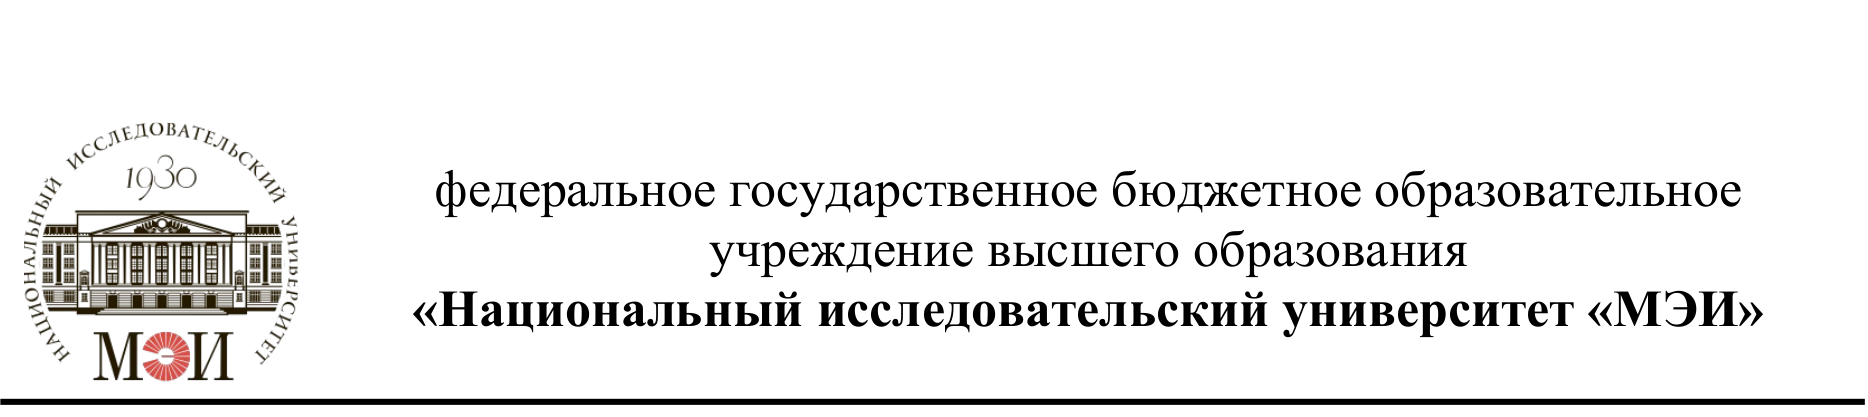 НАЦИОНАЛЬНЫЙ ИССЛЕДОВАТЕЛЬСКИЙ УНИВЕРСИТЕТ
1930
МЭИ
федеральное государственное бюджетное образовательное
учреждение высшего образования
«Национальный исследовательский университет «МЭИ»